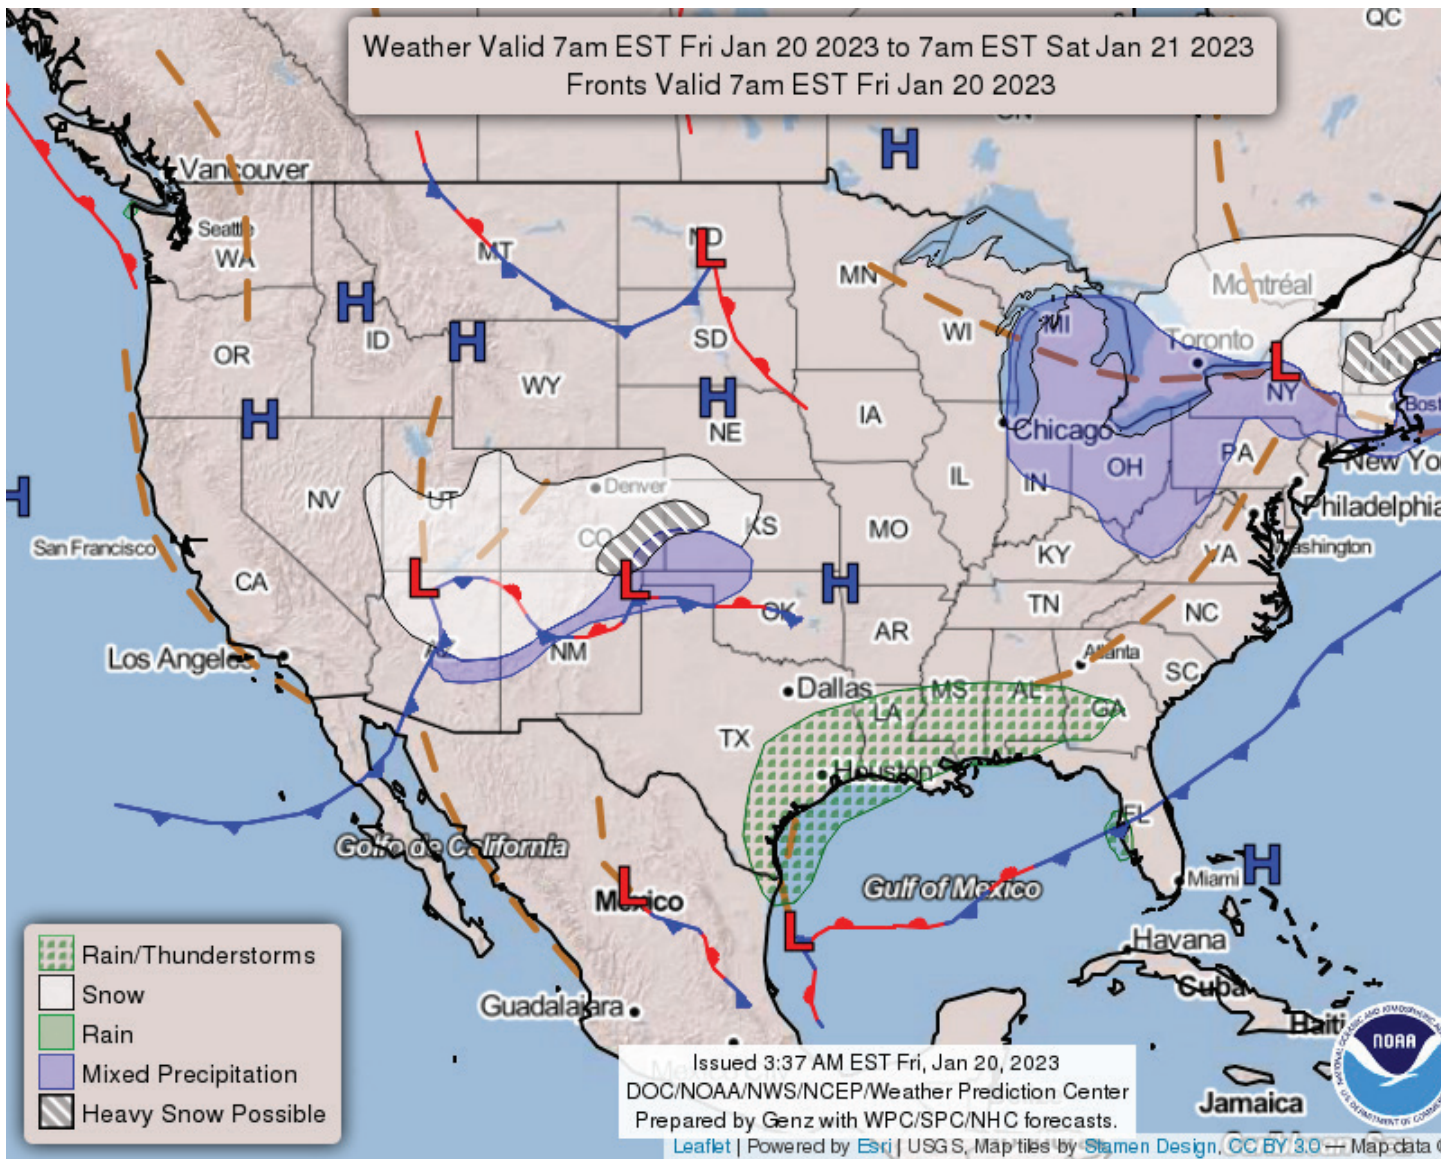 QC
Weather Valid 7am EST Fri Jan 20 2023 to 7am EST Sat Jan 21 2023
Fronts Valid 7am EST Fri Jan 20 2023
ON
H
Vancouver
Seattle
WA
MT
ND
L
MN
Montréal
H
ID
H
OR
SD
WI
MI
Toronto
L
NY
WY
H
H
NE
IA
Chicago
Bost
New Yo
NV
UT
Denver
IL
IN
OH
PA
Philadelphia
H
CO
KS
MO
San Francisco
CA
L
L
H
KY
VA
Washington
OK
TN
NC
AR
Los Angeles
AZ
NM
Atlanta
SC
Dallas
MS
AL
LA
GA
TX
Houston
FL
Golfo de California
H
Miami
L
México
Gulf of Mexico
L
Havana
Cuba
Guadalajara
Haiti
Jamaica
Rain/Thunderstorms
Snow
Rain
Mixed Precipitation
Heavy Snow Possible
Mexico City
Issued 3:37 AM EST Fri, Jan 20, 2023
DOC/NOAA/NWS/NCEP/Weather Prediction Center
Prepared by Genz with WPC/SPC/NHC forecasts.
NOAA
Leaflet | Powered by Esri | USGS, Map tiles by Stamen Design, CC BY 3.0 — Map data ©